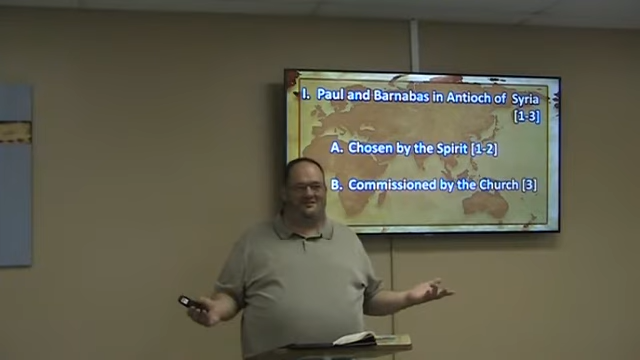 I. Paul and Barnabas in Antioch of Syria
[1-3]
A. Chosen by the Spirit [1-2]
B. Commissioned by the Church [3]